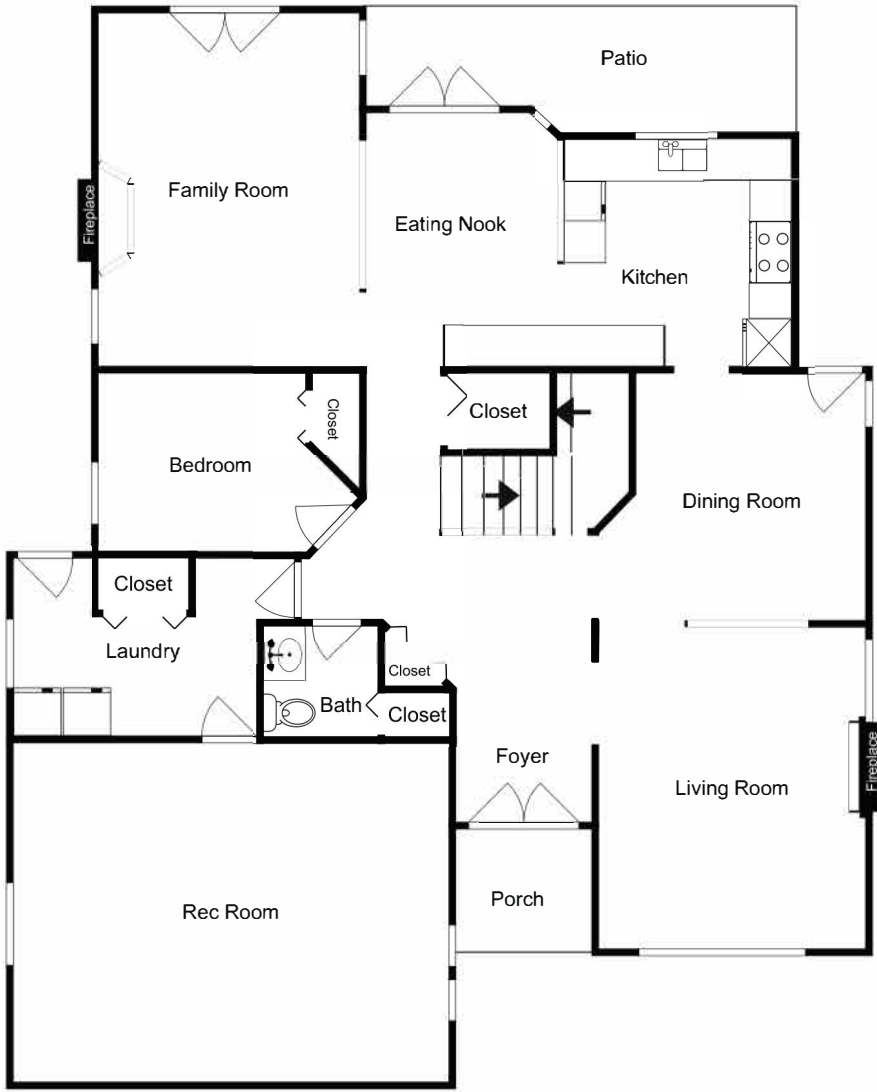 Patio
Family Room
Fireplace
Eating Nook
Kitchen
Closet
Closet
Bedroom
Dining Room
Closet
Laundry
Closet
Bath
Closet
Foyer
Living Room
Fireplace
Porch
Rec Room